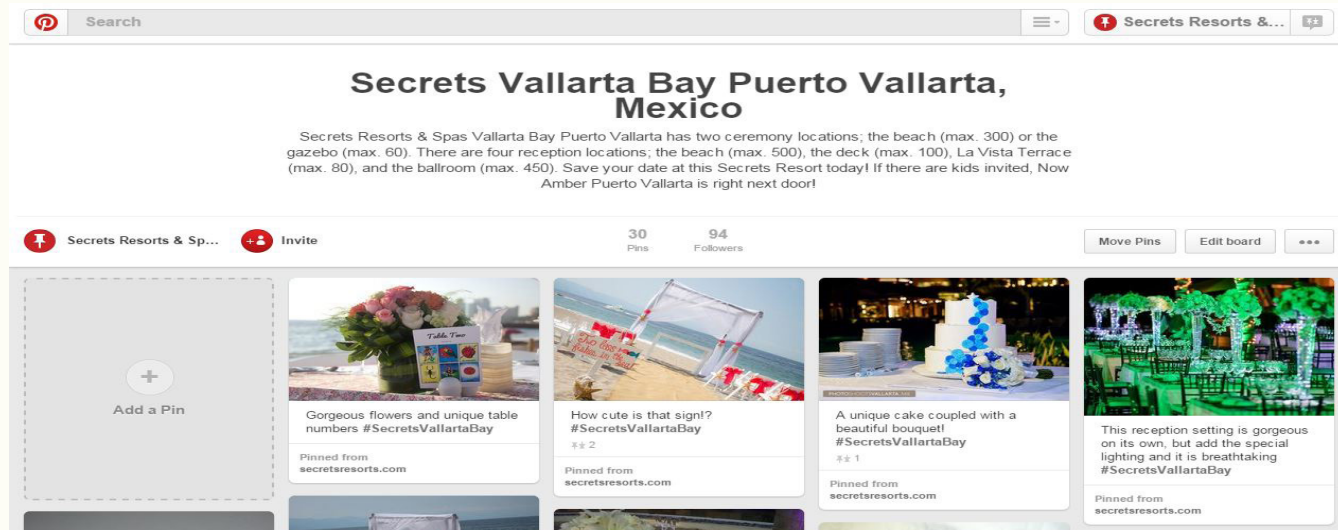 Search
Secrets Resorts &...
Secrets Vallarta Bay Puerto Vallarta,
Mexico
Secrets Resorts & Spas Vallarta Bay Puerto Vallarta has two ceremony locations; the beach (max. 300) or the
gazebo (max. 60). There are four reception locations; the beach (max. 500), the deck (max. 100), La Vista Terrace
(max. 80), and the ballroom (max. 450). Save your date at this Secrets Resort today! If there are kids invited, Now
Amber Puerto Vallarta is right next door!
Secrets Resorts & Sp...
Invite
30
Pins
94
Followers
Move Pins
Edit board
Add a Pin
Table Two
Gorgeous flowers and unique table
numbers #SecretsVallartaBay
Pinned from
secretsresorts.com
How cute is that sign!?
#SecretsVallartaBay
2
Pinned from
secretsresorts.com
A unique cake coupled with a
beautiful bouquet!
#SecretsVallartaBay
1
Pinned from
secretsresorts.com
This reception setting is gorgeous
on its own, but add the special
lighting and it is breathtaking
#SecretsVallartaBay
Pinned from
secretsresorts.com